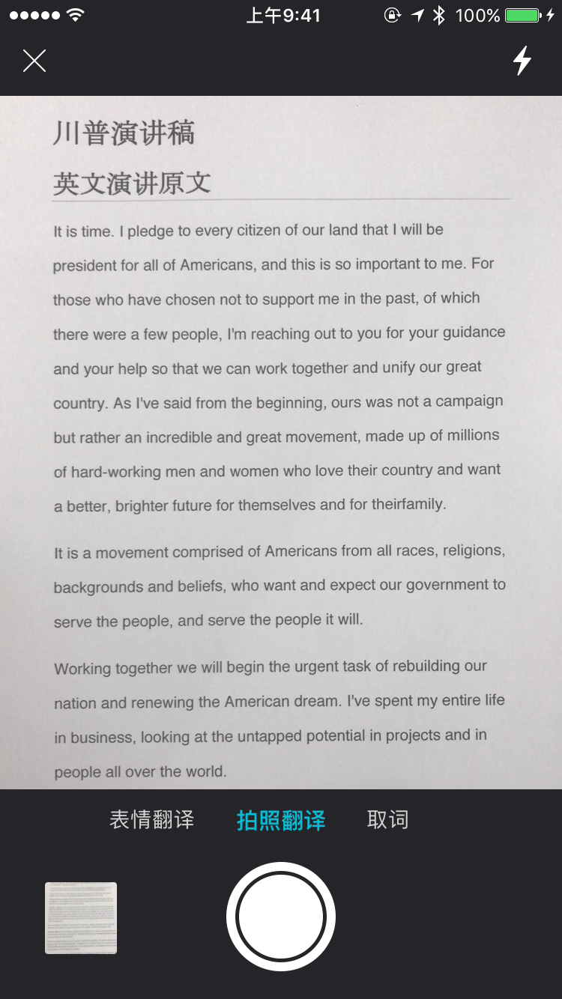 上午9:41
100%
川普演讲稿
英文演讲原文
It is time. I pledge to every citizen of our land that I will be
president for all of Americans, and this is so important to me. For
those who have chosen not to support me in the past, of which
there were a few people, I'm reaching out to you for your guidance
and your help so that we can work together and unify our great
country. As I've said from the beginning, ours was not a campaign
but rather an incredible and great movement, made up of millions
of hard-working men and women who love their country and want
a better, brighter future for themselves and for theirfamily.
It is a movement comprised of Americans from all races, religions,
backgrounds and beliefs, who want and expect our government to
serve the people, and serve the people it will.
Working together we will begin the urgent task of rebuilding our
nation and renewing the American dream. I've spent my entire life
in business, looking at the untapped potential in projects and in
people all over the world.
表情翻译 拍照翻译 取词